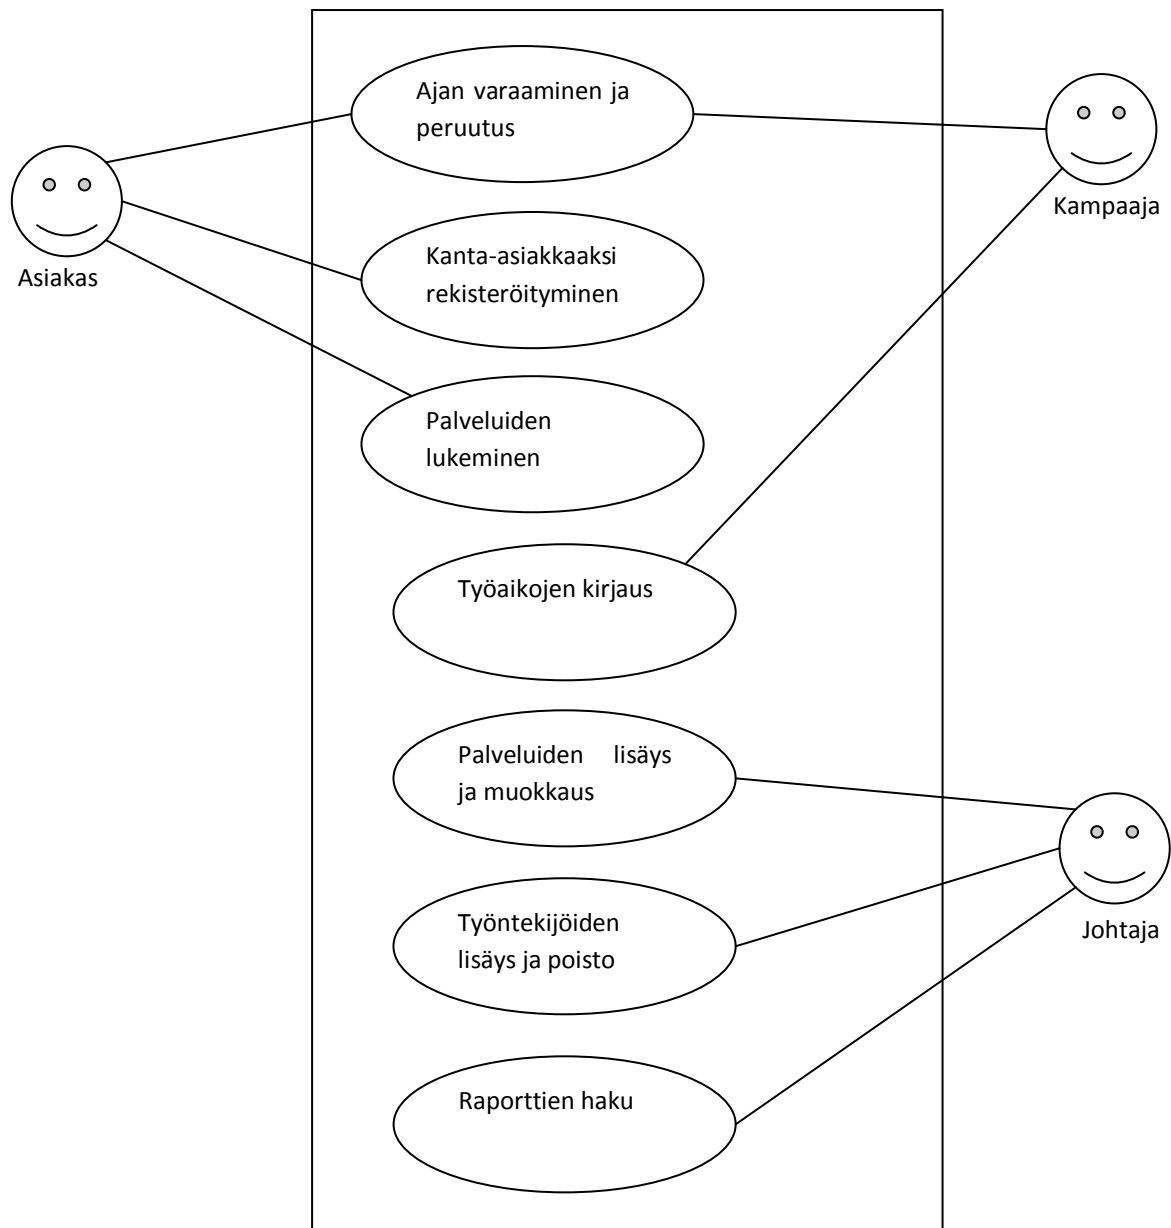 Ajan varaaminen ja
peruutus
Kampaaja
Asiakas
Kanta-asiakkaaksi
rekisteröityminen
Palveluiden
lukeminen
Työaikojen kirjaus
Palveluiden lisäys
ja muokkaus
Työntekijöiden
lisäys ja poisto
Johtaja
Raporttien haku